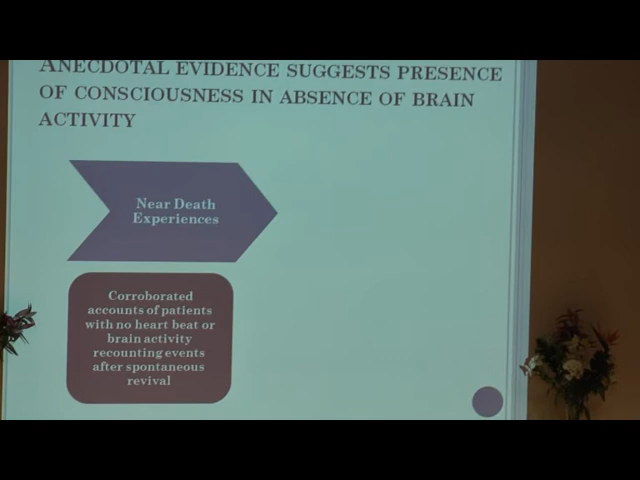 ANECDOTAL EVIDENCE SUGGESTS PRESENCE
OF CONSCIOUSNESS IN ABSENCE OF BRAIN
ACTIVITY
Near Death
Experiences
Corroborated
accounts of patients
with no heart beat or
brain activity
recounting events
after spontaneous
revival